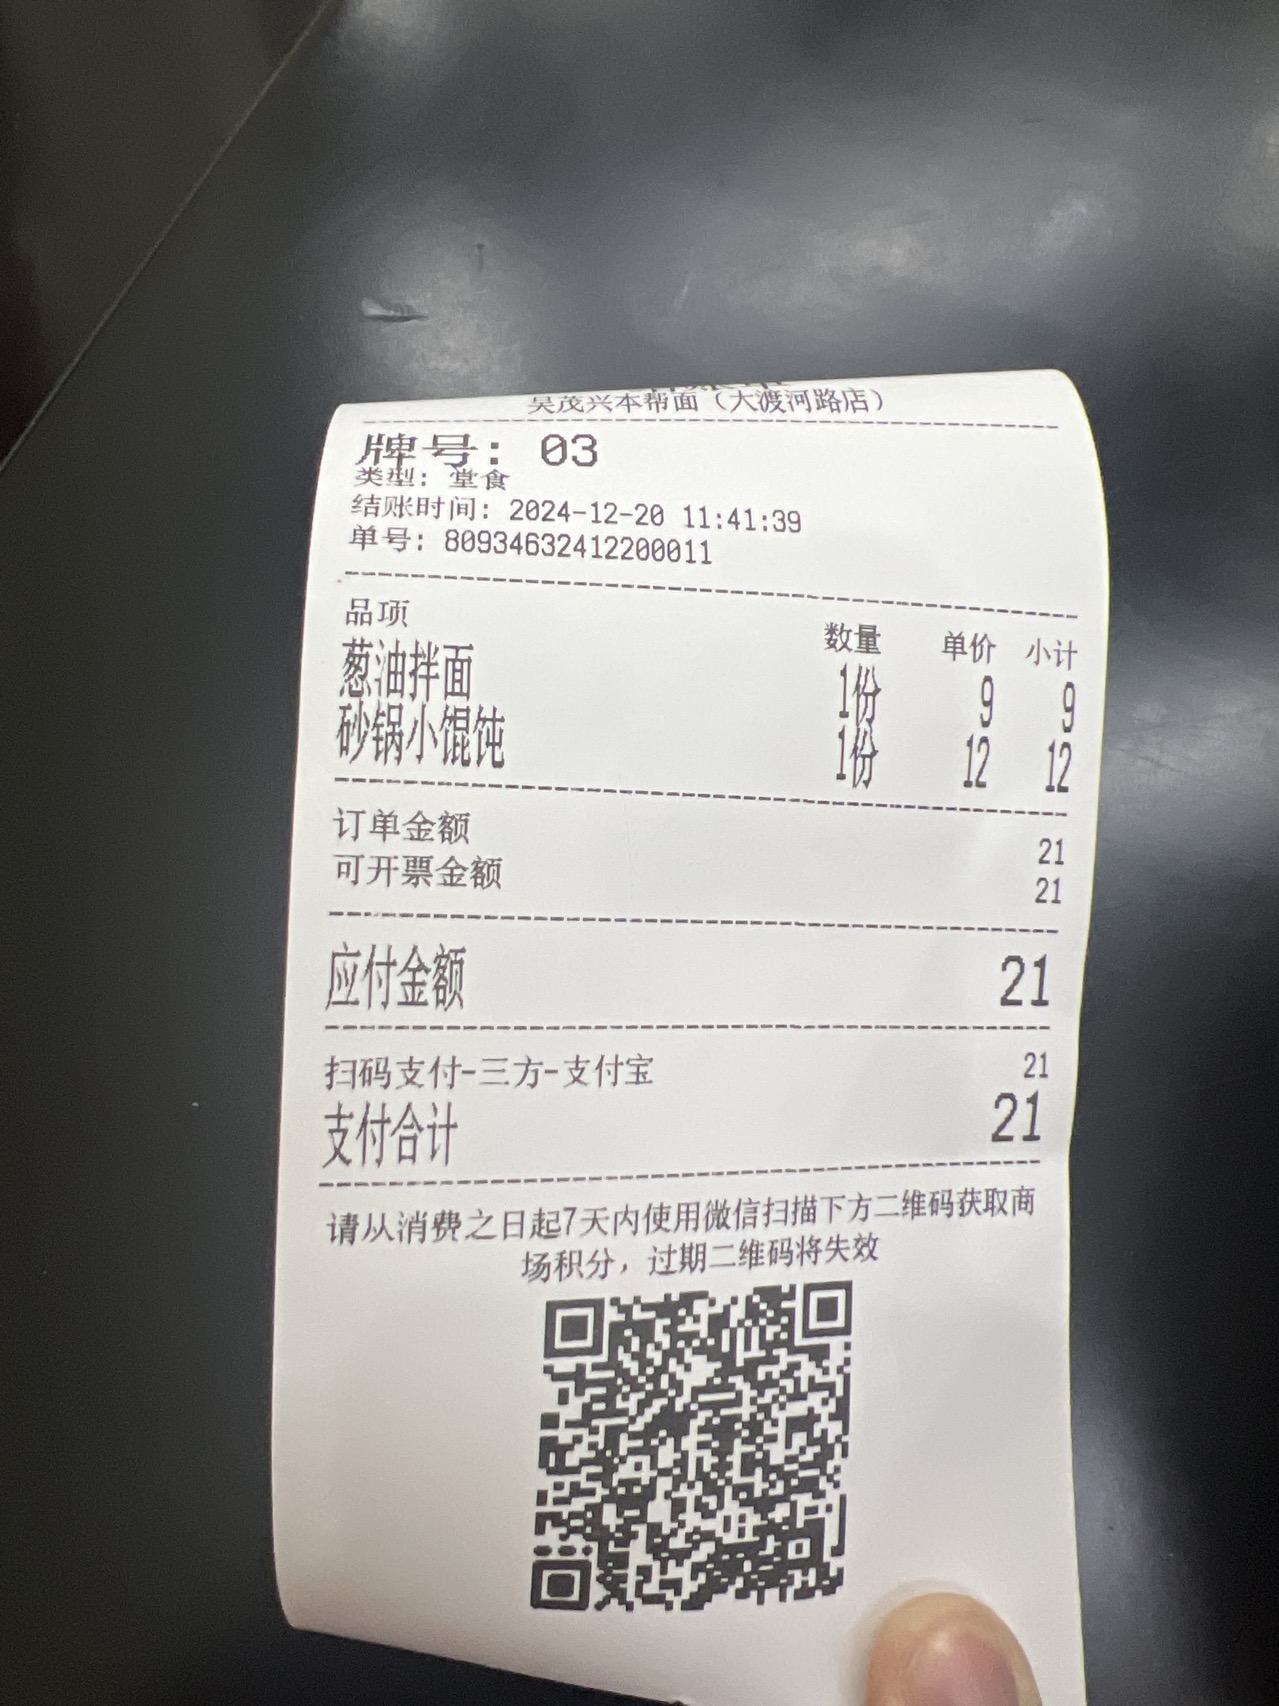 吴茂兴本帮面（大渡河路店）
牌号: 03
类型: 堂食
结账时间: 2024-12-20 11:41:39
单号: 80934632412200011
品项 数量 单价 小计
葱油拌面 1份 9 9
砂锅小馄饨 1份 12 12
订单金额 21
可开票金额 21
应付金额 21
扫码支付-三方-支付宝 21
支付合计 21
请从消费之日起7天内使用微信扫描下方二维码获取商
场积分，过期二维码将失效